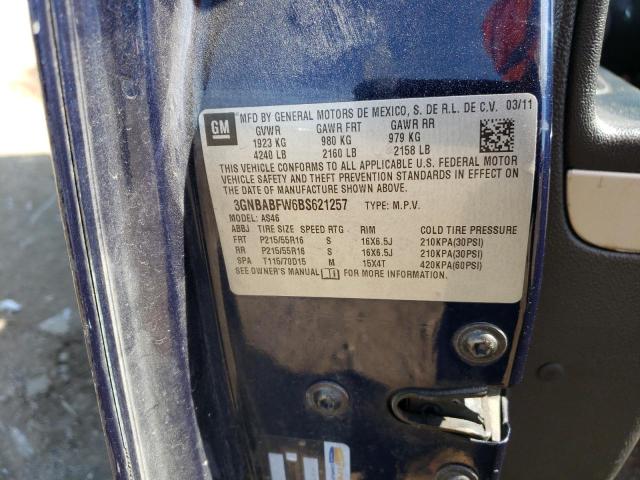 GM
MFD BY GENERAL MOTORS DE MEXICO, S. DE R.L. DE C.V. 03/11
GVWR GAWR FRT GAWR RR
1923 KG 980 KG 979 KG
4240 LB 2160 LB 2158 LB
THIS VEHICLE CONFORMS TO ALL APPLICABLE U.S. FEDERAL MOTOR
VEHICLE SAFETY AND THEFT PREVENTION STANDARDS IN EFFECT ON
THE DATE OF MANUFACTURE SHOWN ABOVE.
3GNBABFW6BS621257 TYPE: M.P.V.
MODEL: AS46
ABBJ TIRE SIZE SPEED RTG RIM COLD TIRE PRESSURE
FRT P215/55R16 S 16X6.5J 210KPA(30PSI)
RR P215/55R16 S 16X6.5J 210KPA(30PSI)
SPA T115/70D15 M 15X4T 420KPA(60PSI)
SEE OWNER'S MANUAL FOR MORE INFORMATION.